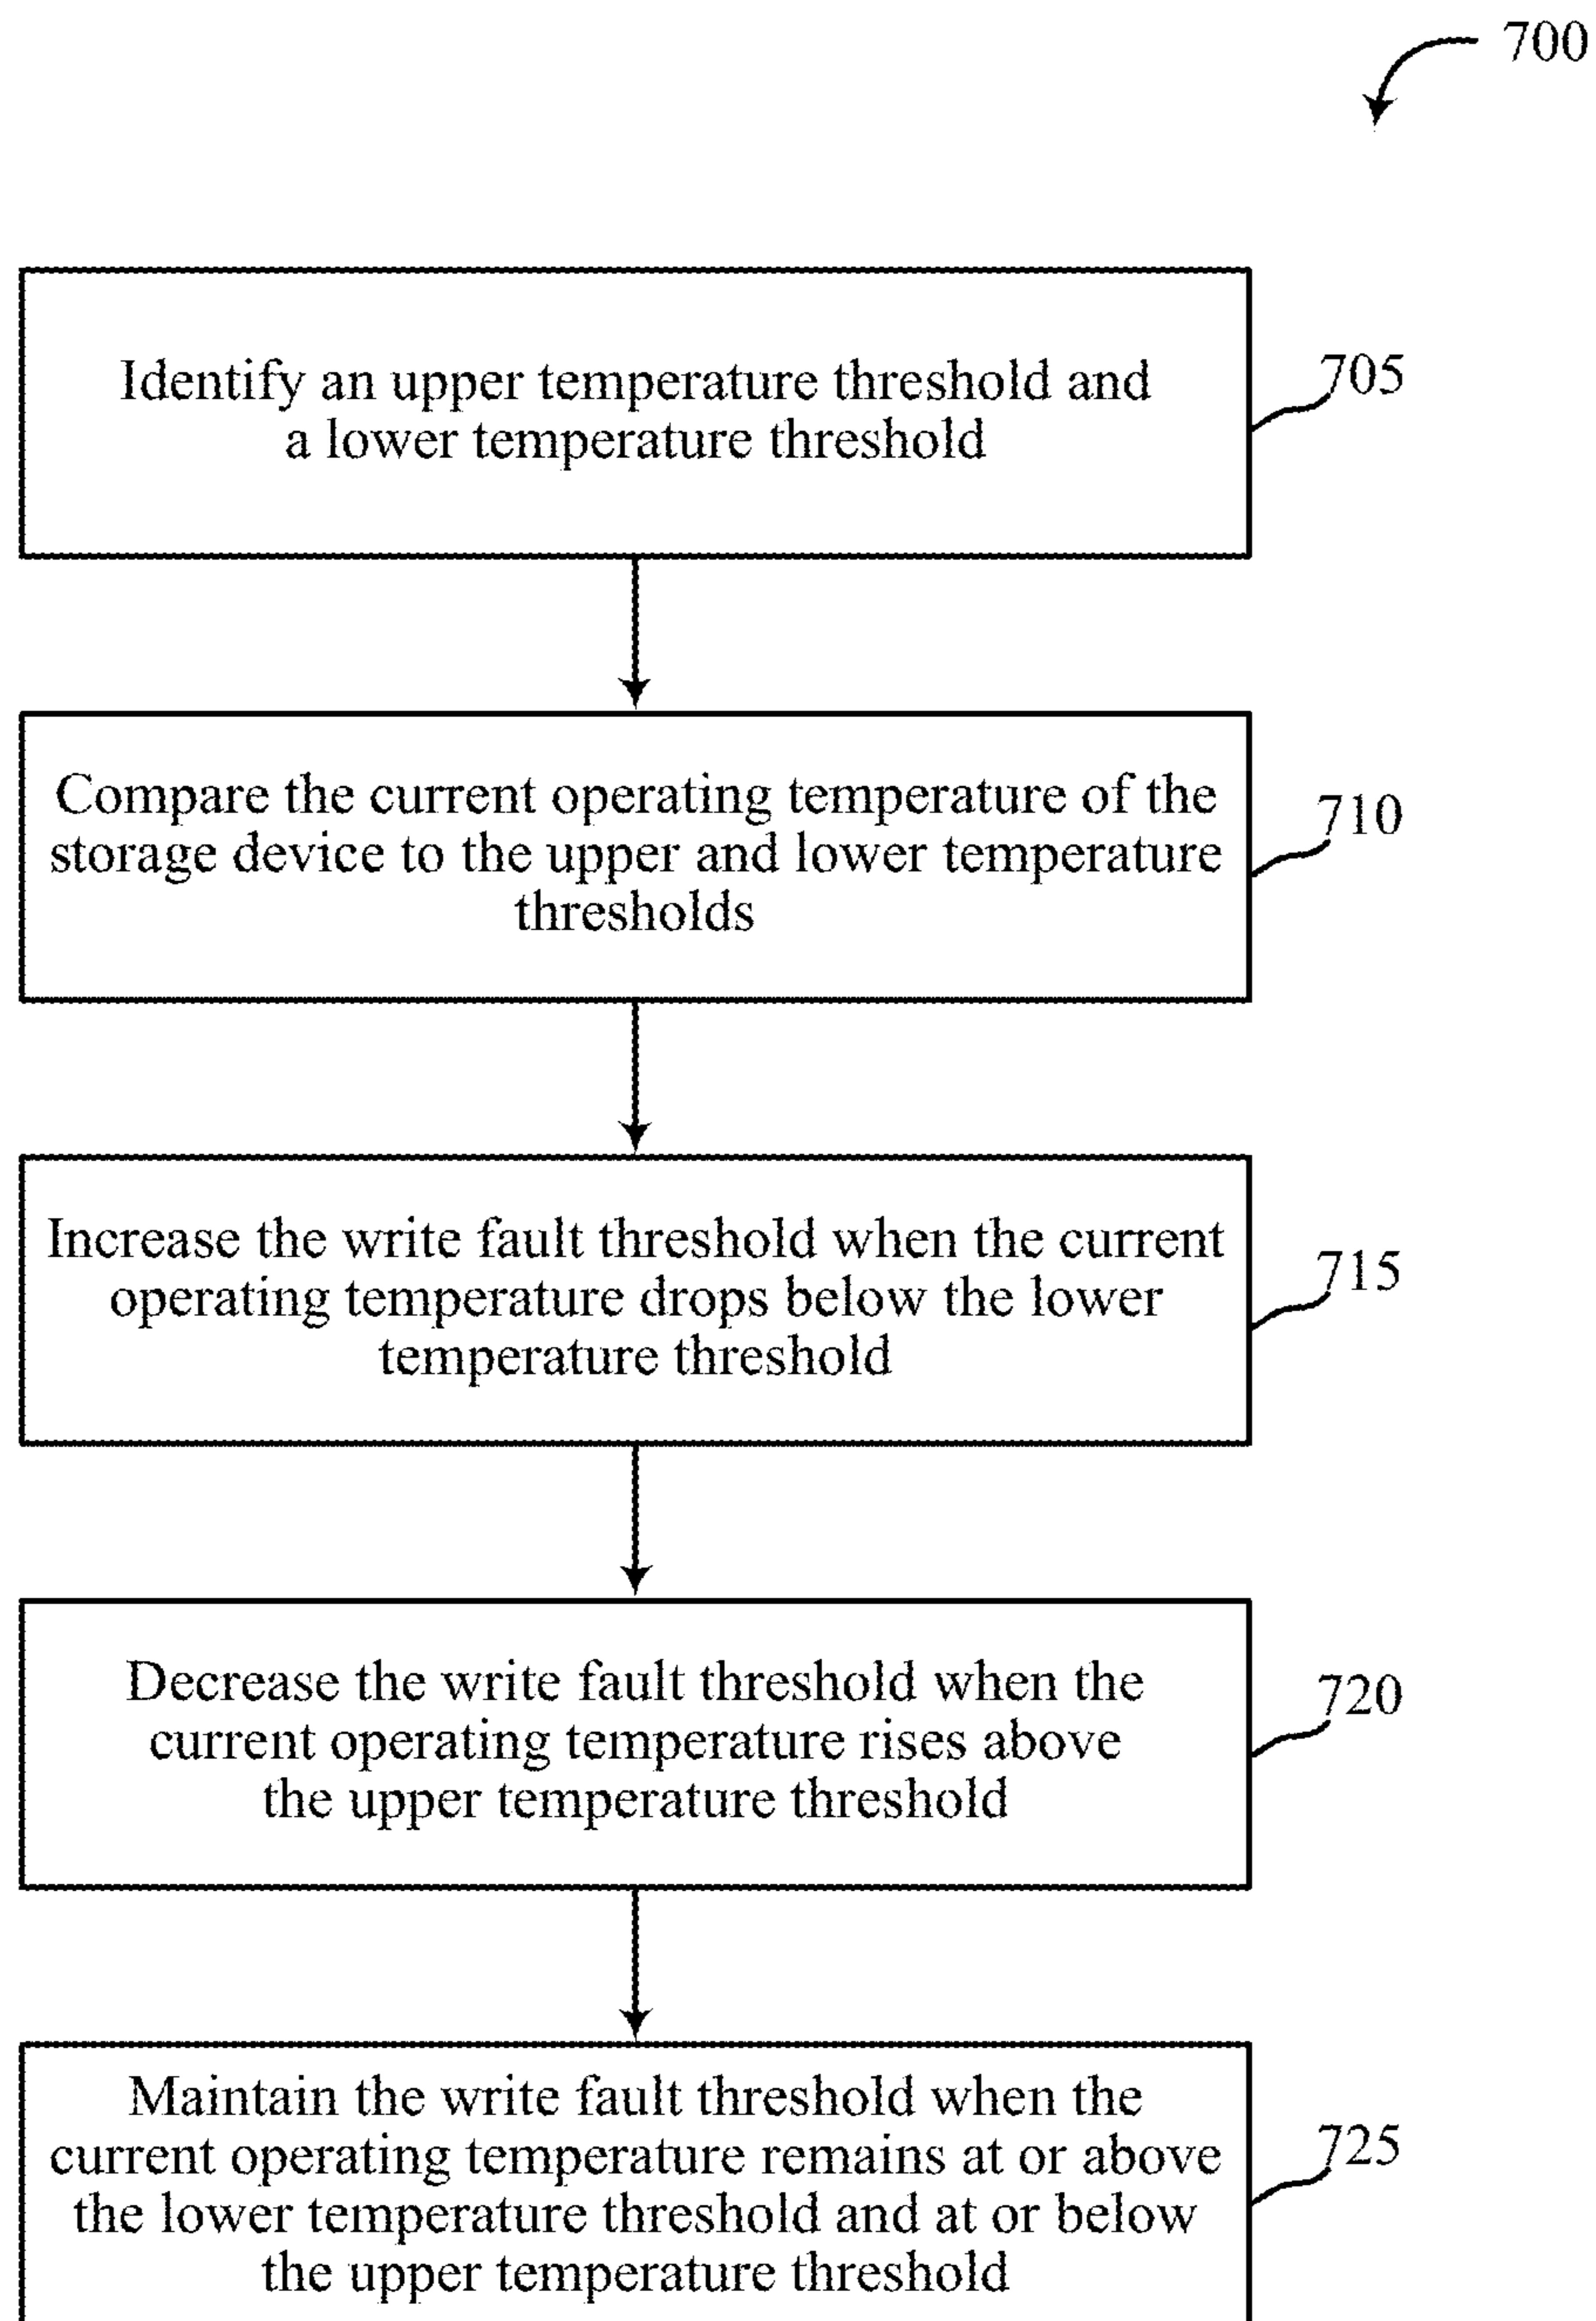 700
Identify an upper temperature threshold and
a lower temperature threshold
705
Compare the current operating temperature of the
storage device to the upper and lower temperature
thresholds
710
Increase the write fault threshold when the current
operating temperature drops below the lower
temperature threshold
715
Decrease the write fault threshold when the
current operating temperature rises above
the upper temperature threshold
720
Maintain the write fault threshold when the
current operating temperature remains at or above
the lower temperature threshold and at or below
the upper temperature threshold
725